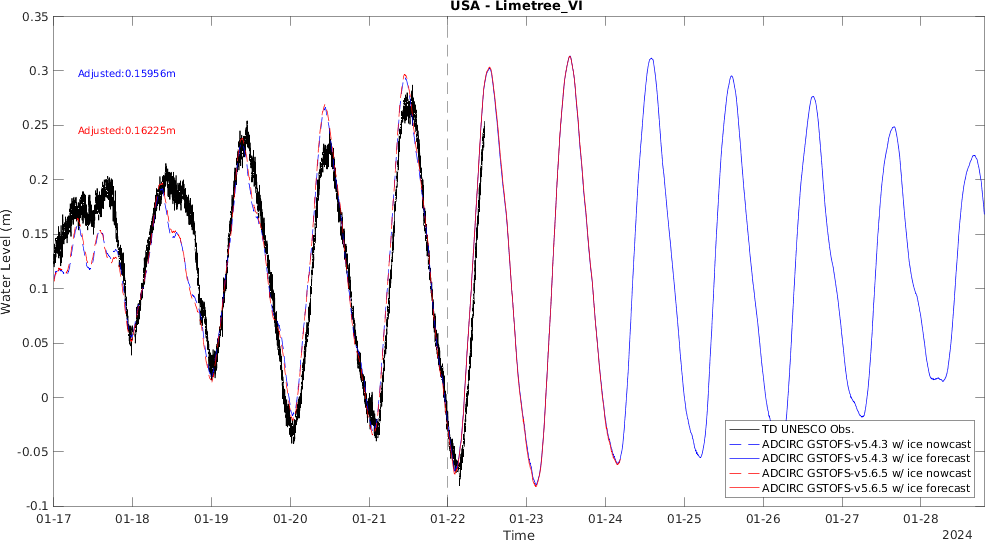 USA - Limetree_VI
0.35
0.3
0.25
0.2
0.15
0.1
0.05
0
-0.05
-0.1
Water Level (m)
Adjusted:0.15956m
Adjusted:0.16225m
TD UNESCO Obs.
ADCIRC GSTOFS-v5.4.3 w/ ice nowcast
ADCIRC GSTOFS-v5.4.3 w/ ice forecast
ADCIRC GSTOFS-v5.6.5 w/ ice nowcast
ADCIRC GSTOFS-v5.6.5 w/ ice forecast
01-17 01-18 01-19 01-20 01-21 01-22 01-23 01-24 01-25 01-26 01-27 01-28
Time
2024